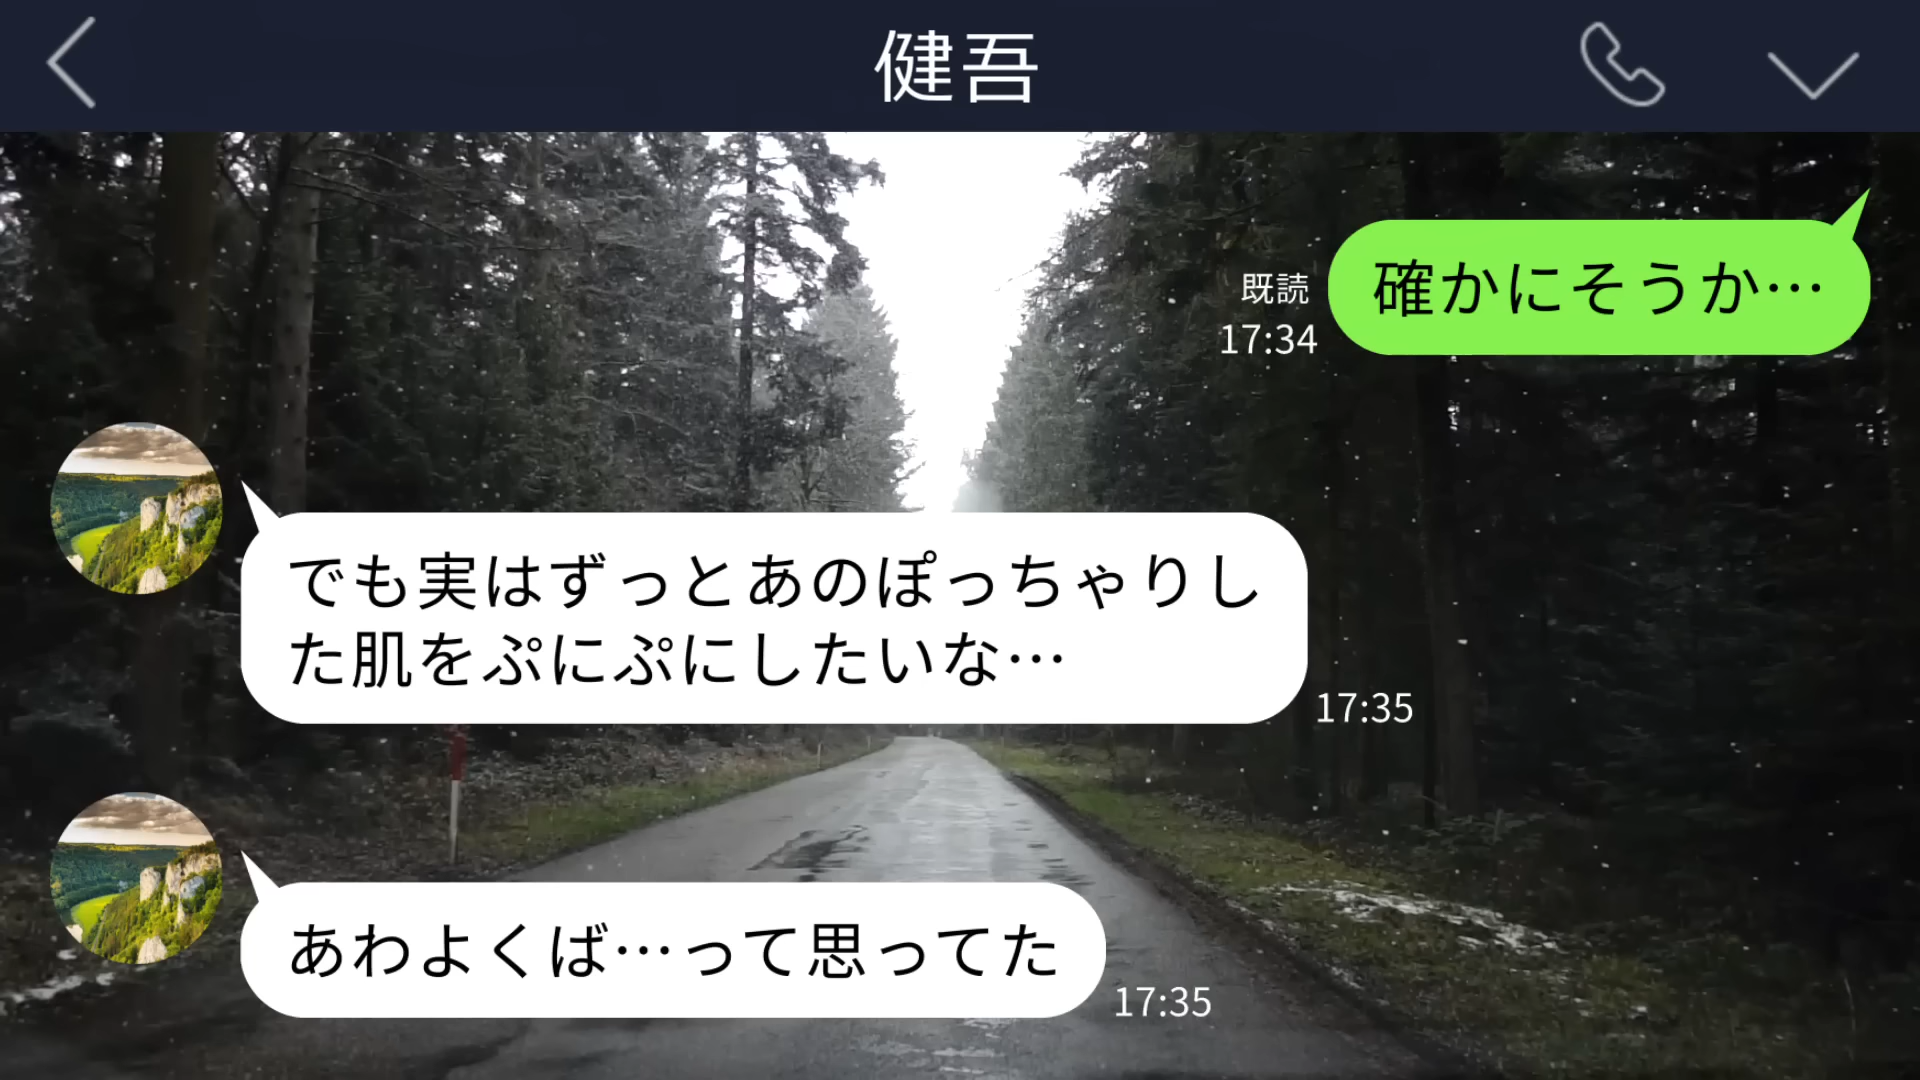 健吾
確かにそうか…
既読
17:34
でも実はずっとあのぽっちゃりし
た肌をぷにぷにしたいな…
17:35
あわよくば…って思ってた
17:35